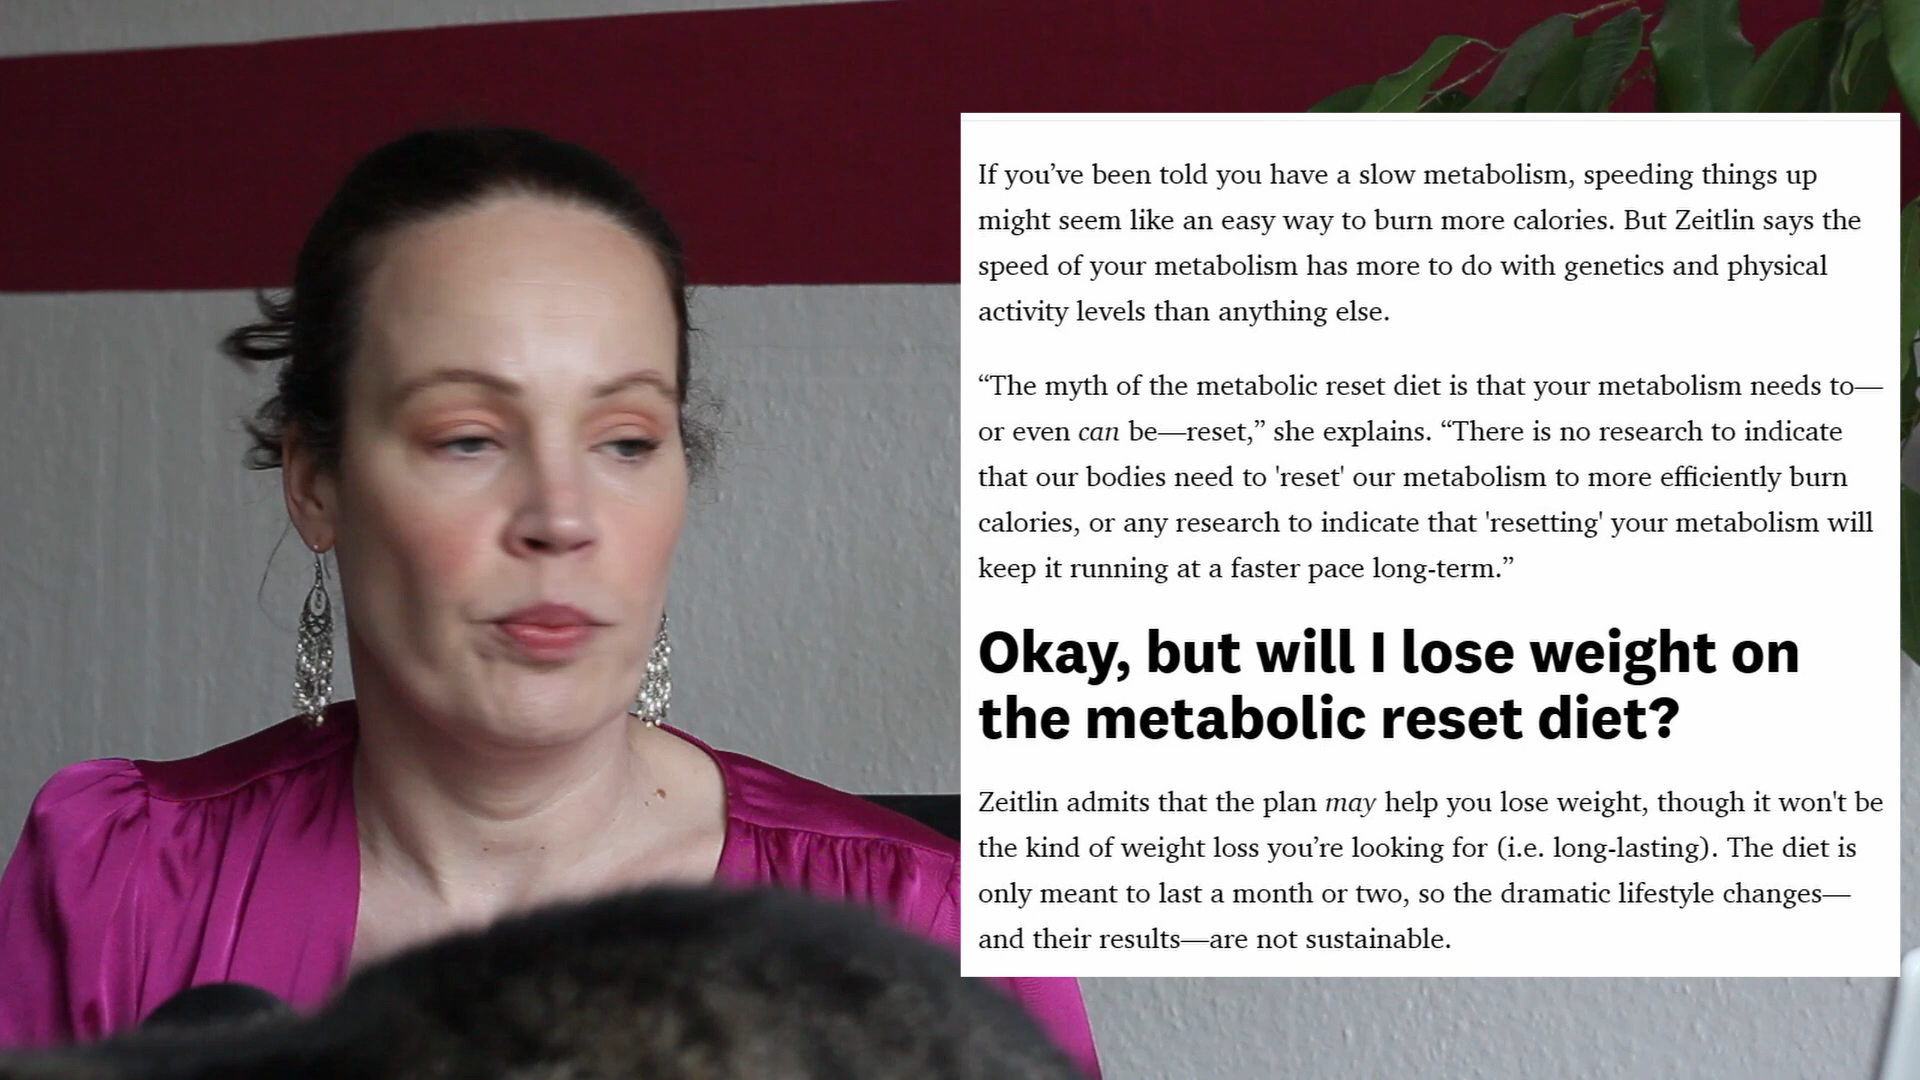 If you’ve been told you have a slow metabolism, speeding things up
might seem like an easy way to burn more calories. But Zeitlin says the
speed of your metabolism has more to do with genetics and physical
activity levels than anything else.
“The myth of the metabolic reset diet is that your metabolism needs to—
or even can be—reset,” she explains. “There is no research to indicate
that our bodies need to 'reset' our metabolism to more efficiently burn
calories, or any research to indicate that 'resetting' your metabolism will
keep it running at a faster pace long-term.”
Okay, but will I lose weight on
the metabolic reset diet?
Zeitlin admits that the plan may help you lose weight, though it won't be
the kind of weight loss you’re looking for (i.e. long-lasting). The diet is
only meant to last a month or two, so the dramatic lifestyle changes—
and their results—are not sustainable.